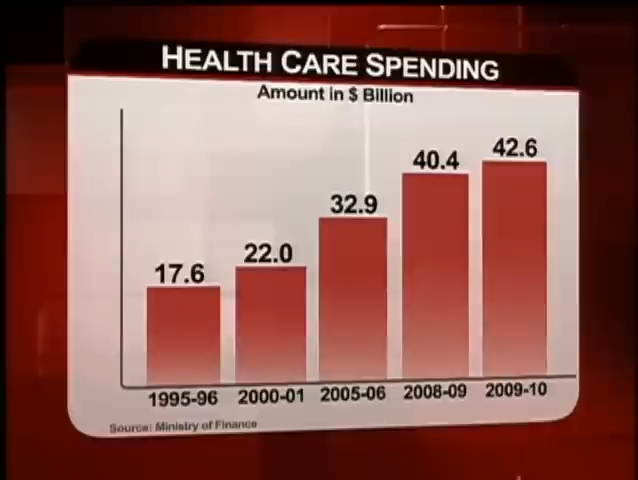 HEALTH CARE SPENDING
Amount in $ Billion
17.6
22.0
32.9
40.4
42.6
1995-96 2000-01 2005-06 2008-09 2009-10
Source: Ministry of Finance